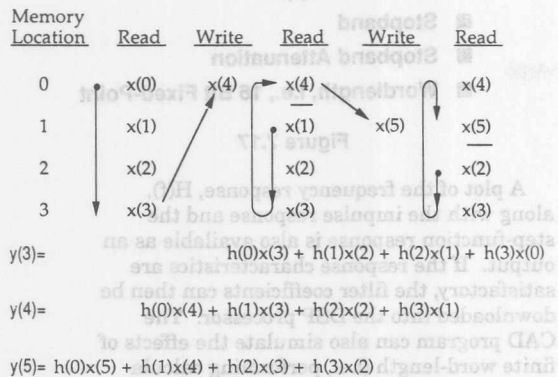 Memory
Location Read Write Read Write Read
0 x(0) x(4) x(4) x(4)
1 x(1) x(1) x(5) x(5)
2 x(2) x(2) x(2)
3 x(3) x(3) x(3)
y(3)= h(0)x(3) + h(1)x(2) + h(2)x(1) + h(3)x(0)
y(4)= h(0)x(4) + h(1)x(3) + h(2)x(2) + h(3)x(1)
y(5)= h(0)x(5) + h(1)x(4) + h(2)x(3) + h(3)x(2)